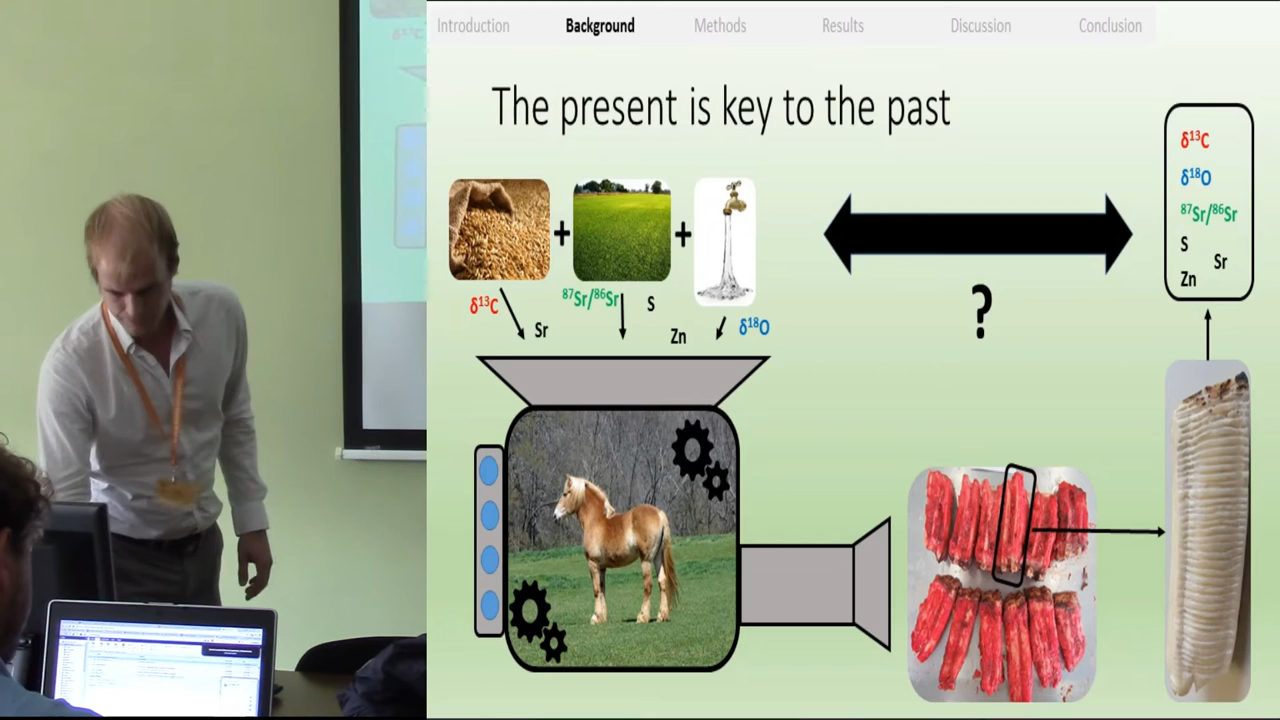 Introduction Background Methods Results Discussion Conclusion
The present is key to the past
δ¹³C
δ¹⁸O
⁸⁷Sr/⁸⁶Sr
S
Sr
Zn
+ +
δ¹³C
⁸⁷Sr/⁸⁶Sr
S
Sr
Zn
δ¹⁸O
?